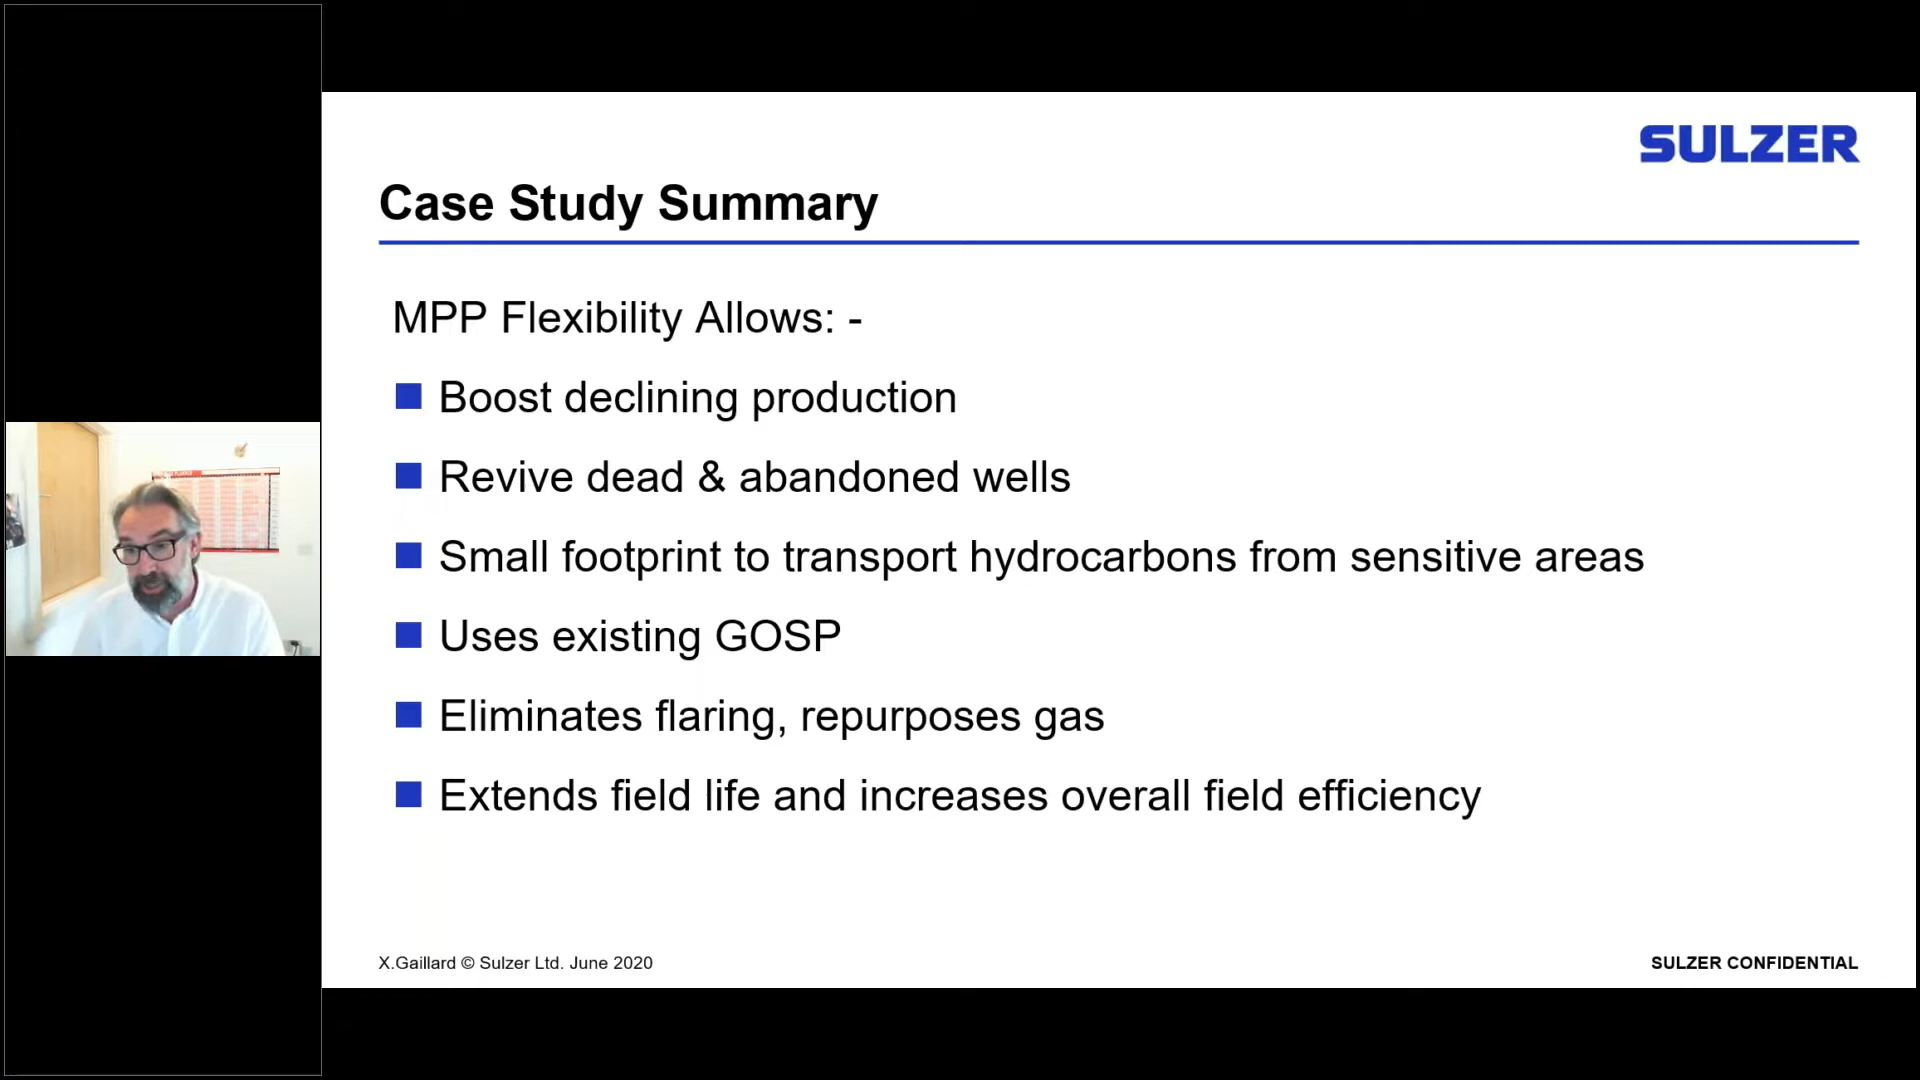 SULZER
Case Study Summary
MPP Flexibility Allows: -
Boost declining production
Revive dead & abandoned wells
Small footprint to transport hydrocarbons from sensitive areas
Uses existing GOSP
Eliminates flaring, repurposes gas
Extends field life and increases overall field efficiency
X.Gaillard © Sulzer Ltd. June 2020
SULZER CONFIDENTIAL